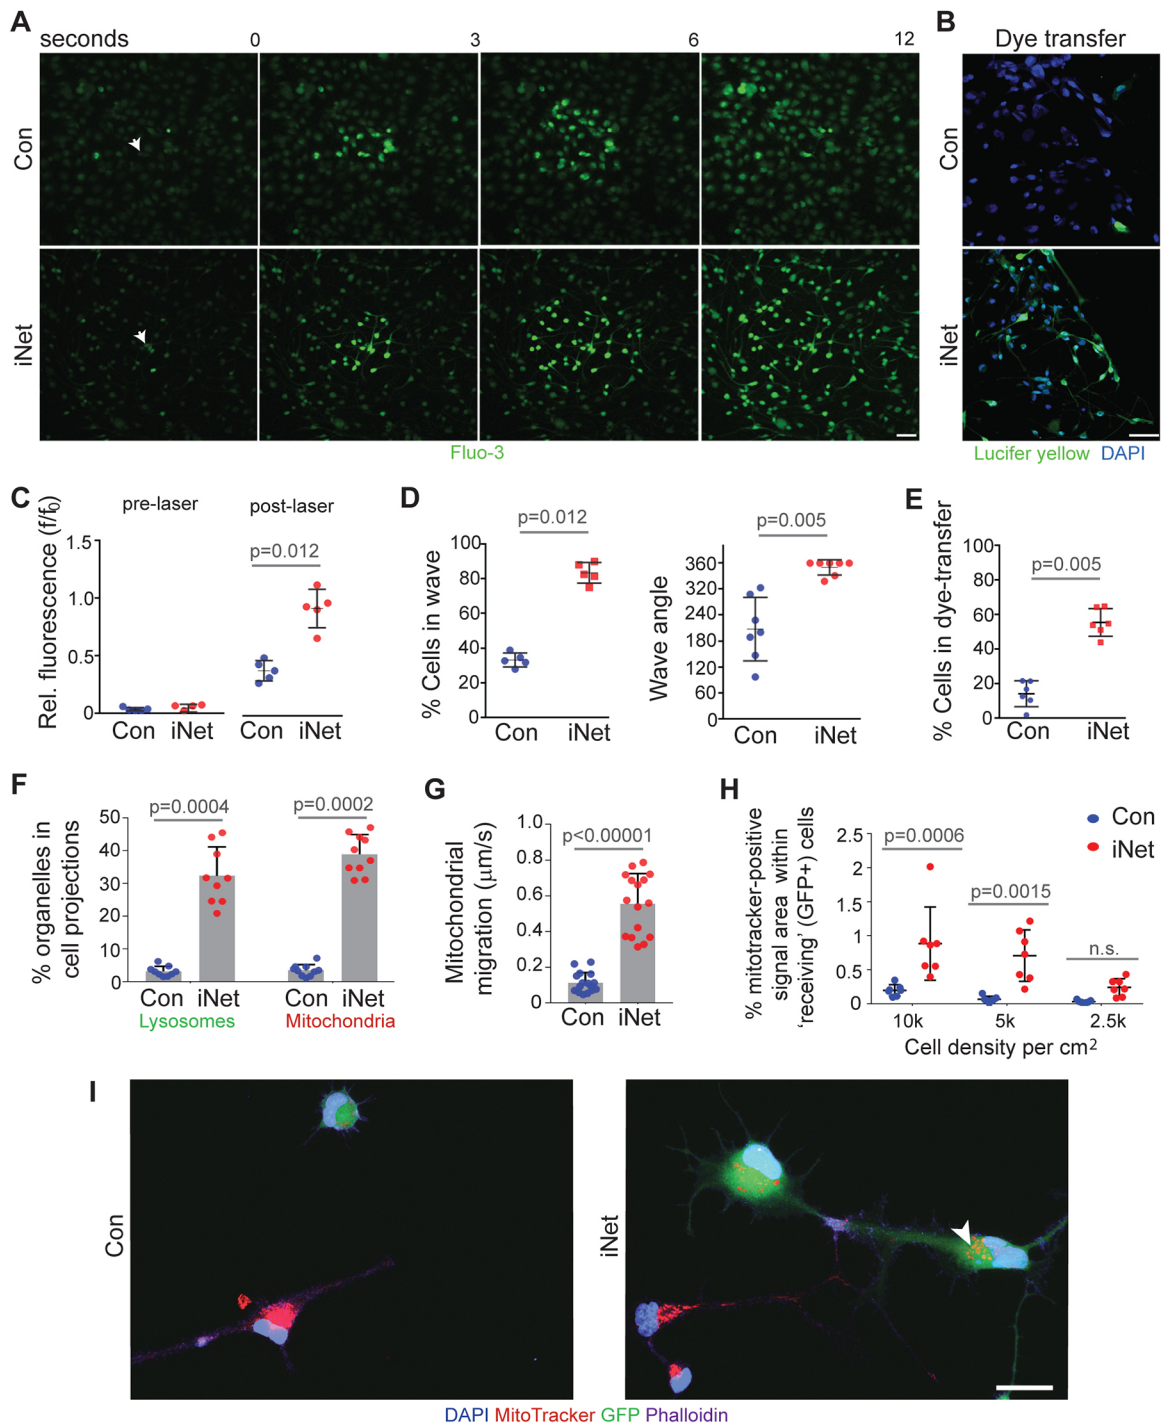 A
seconds 0 3 6 12
Con
iNet
Fluo-3
B
Dye transfer
Con
iNet
Lucifer yellow DAPI
C
pre-laser post-laser
Rel. fluorescence (f/f0)
p=0.012
1.5
1.0
0.5
0
Con iNet Con iNet
D
p=0.012
% Cells in wave
100
80
60
40
20
0
Con iNet
p=0.005
Wave angle
360
320
240
180
120
60
0
Con iNet
E
% Cells in dye-transfer
p=0.005
100
80
60
40
20
0
Con iNet
F
% organelles in
cell projections
p=0.0004 p=0.0002
50
40
30
20
10
0
Con iNet Con iNet
Lysosomes Mitochondria
G
Mitochondrial
migration (µm/s)
p<0.00001
1.0
0.8
0.6
0.4
0.2
0
Con iNet
H
Con
iNet
% mitotracker-positive
signal area within
'receiving' (GFP+) cells
p=0.0006
p=0.0015
n.s.
2.5
2
1.5
1
0.5
0
10k 5k 2.5k
Cell density per cm2
I
Con
iNet
DAPI MitoTracker GFP Phalloidin